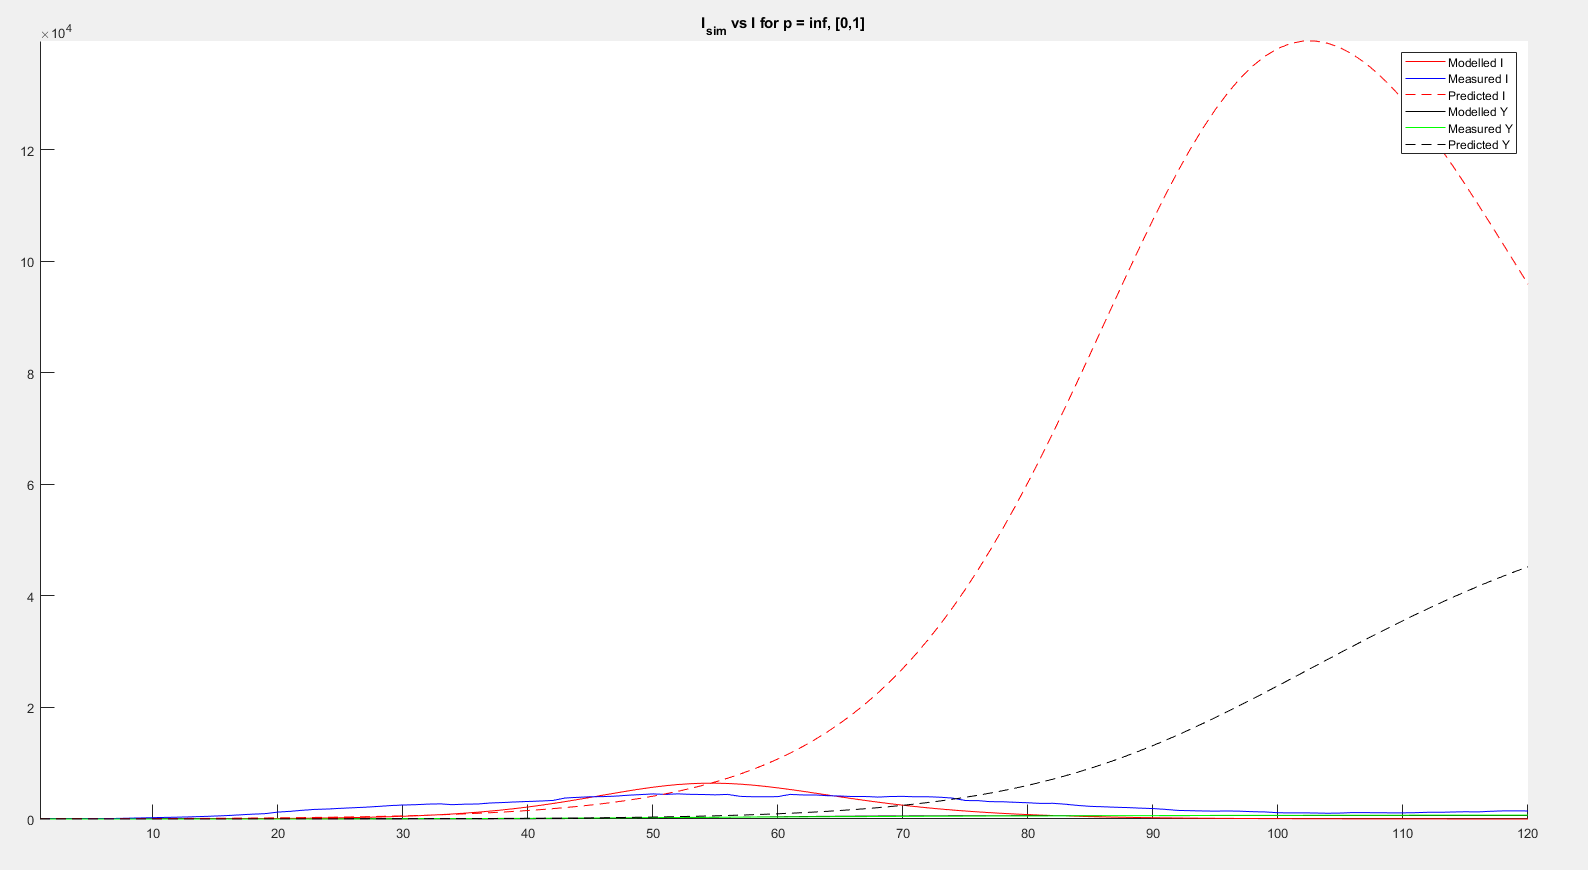 I_sim vs I for p = inf, [0,1]
×10^4
Modelled I
Measured I
Predicted I
Modelled Y
Measured Y
Predicted Y
12
10
8
6
4
2
0
10 20 30 40 50 60 70 80 90 100 110 120